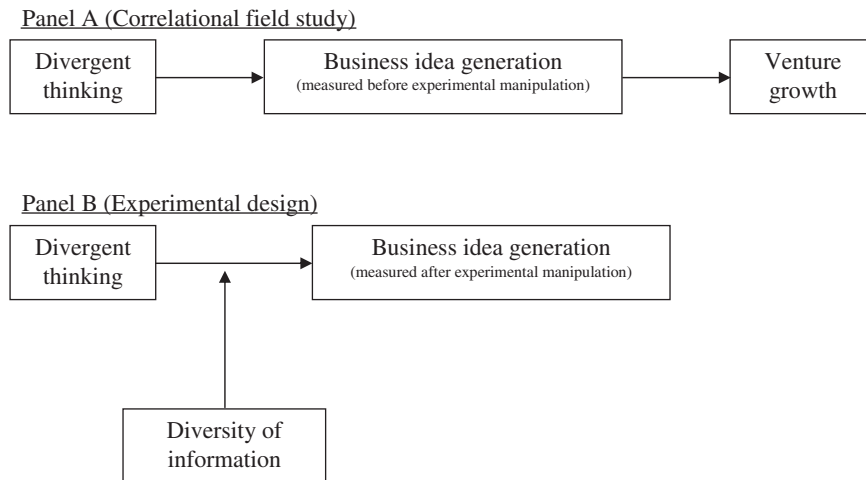 Panel A (Correlational field study)
Divergent
thinking
Business idea generation
(measured before experimental manipulation)
Venture
growth
Panel B (Experimental design)
Divergent
thinking
Business idea generation
(measured after experimental manipulation)
Diversity of
information